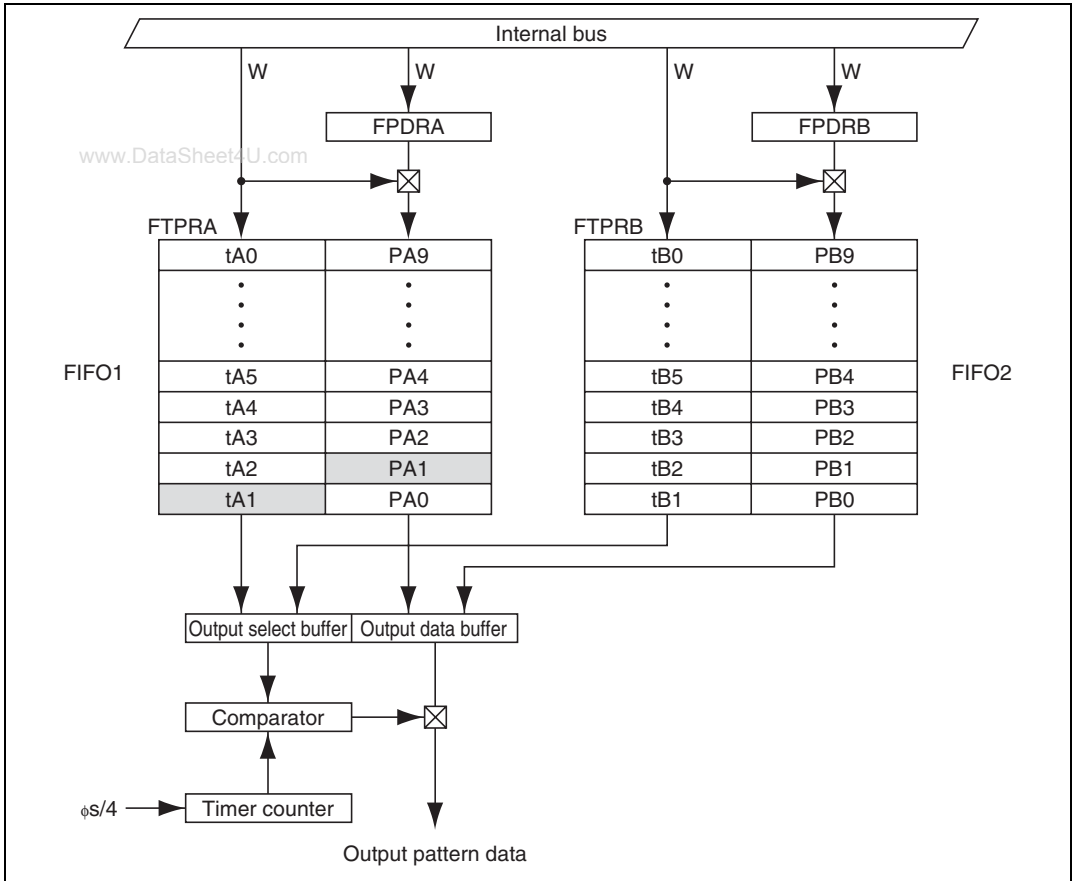 Internal bus
W W W W
FPDRA FPDRB
www.DataSheet4U.com
FTPRA FTPRB
tA0 PA9 tB0 PB9
tA5 PA4 tB5 PB4
FIFO1 FIFO2
tA4 PA3 tB4 PB3
tA3 PA2 tB3 PB2
tA2 PA1 tB2 PB1
tA1 PA0 tB1 PB0
Output select buffer Output data buffer
Comparator
ϕs/4 Timer counter
Output pattern data